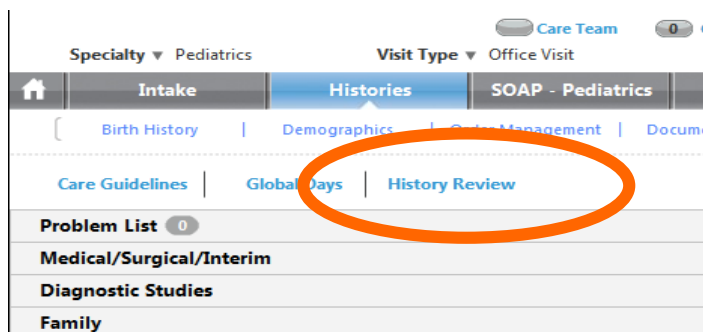 Care Team 0
Specialty ▼ Pediatrics Visit Type ▼ Office Visit
Intake Histories SOAP - Pediatrics
Birth History | Demographics | Order Management |
Care Guidelines | Global Days | History Review
Problem List 0
Medical/Surgical/Interim
Diagnostic Studies
Family